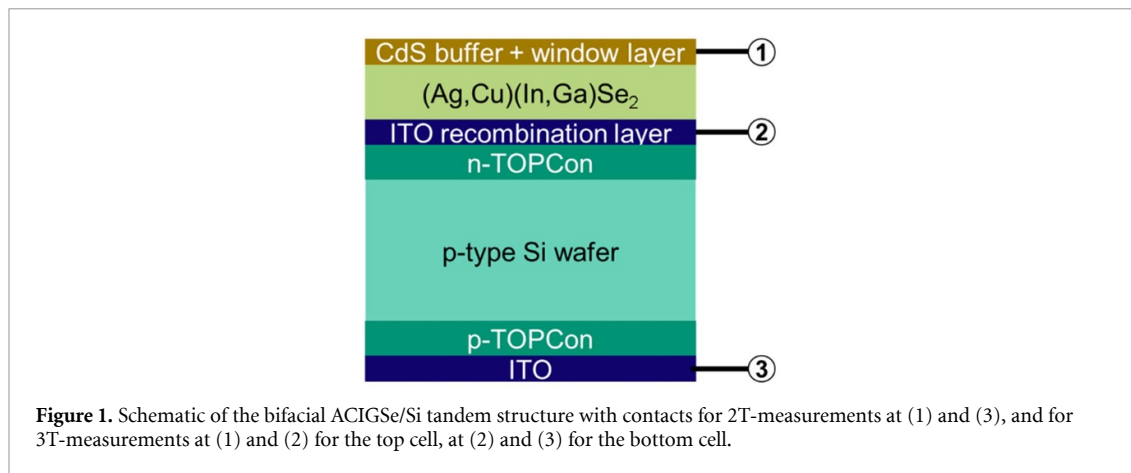 CdS buffer + window layer
①
(Ag,Cu)(In,Ga)Se₂
ITO recombination layer
②
n-TOPCon
p-type Si wafer
p-TOPCon
ITO
③
Figure 1. Schematic of the bifacial ACIGSe/Si tandem structure with contacts for 2T-measurements at (1) and (3), and for
3T-measurements at (1) and (2) for the top cell, at (2) and (3) for the bottom cell.